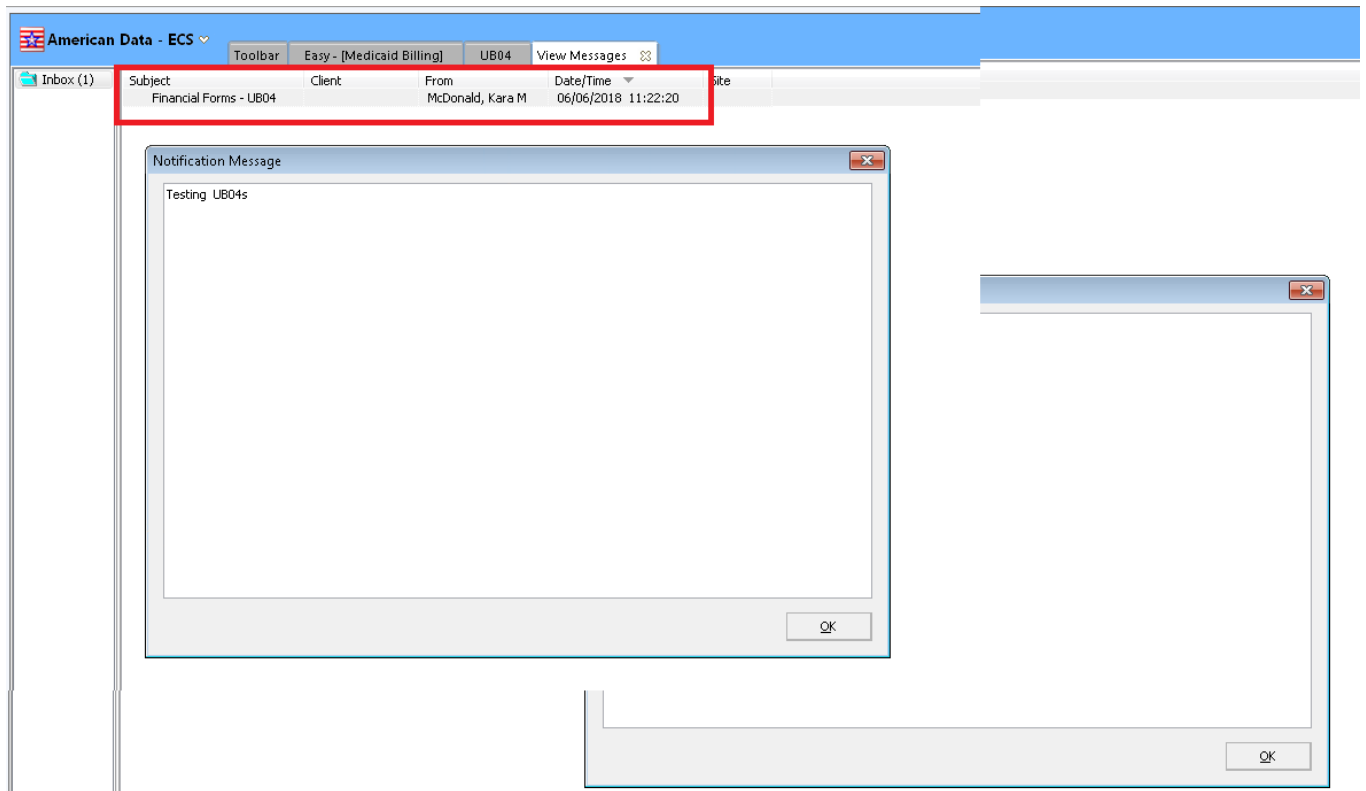 American Data - ECS
Toolbar Easy - [Medicaid Billing] UB04 View Messages
Inbox (1) Subject Client From Date/Time Site
Financial Forms - UB04 McDonald, Kara M 06/06/2018 11:22:20
Notification Message
Testing UB04s
OK
OK